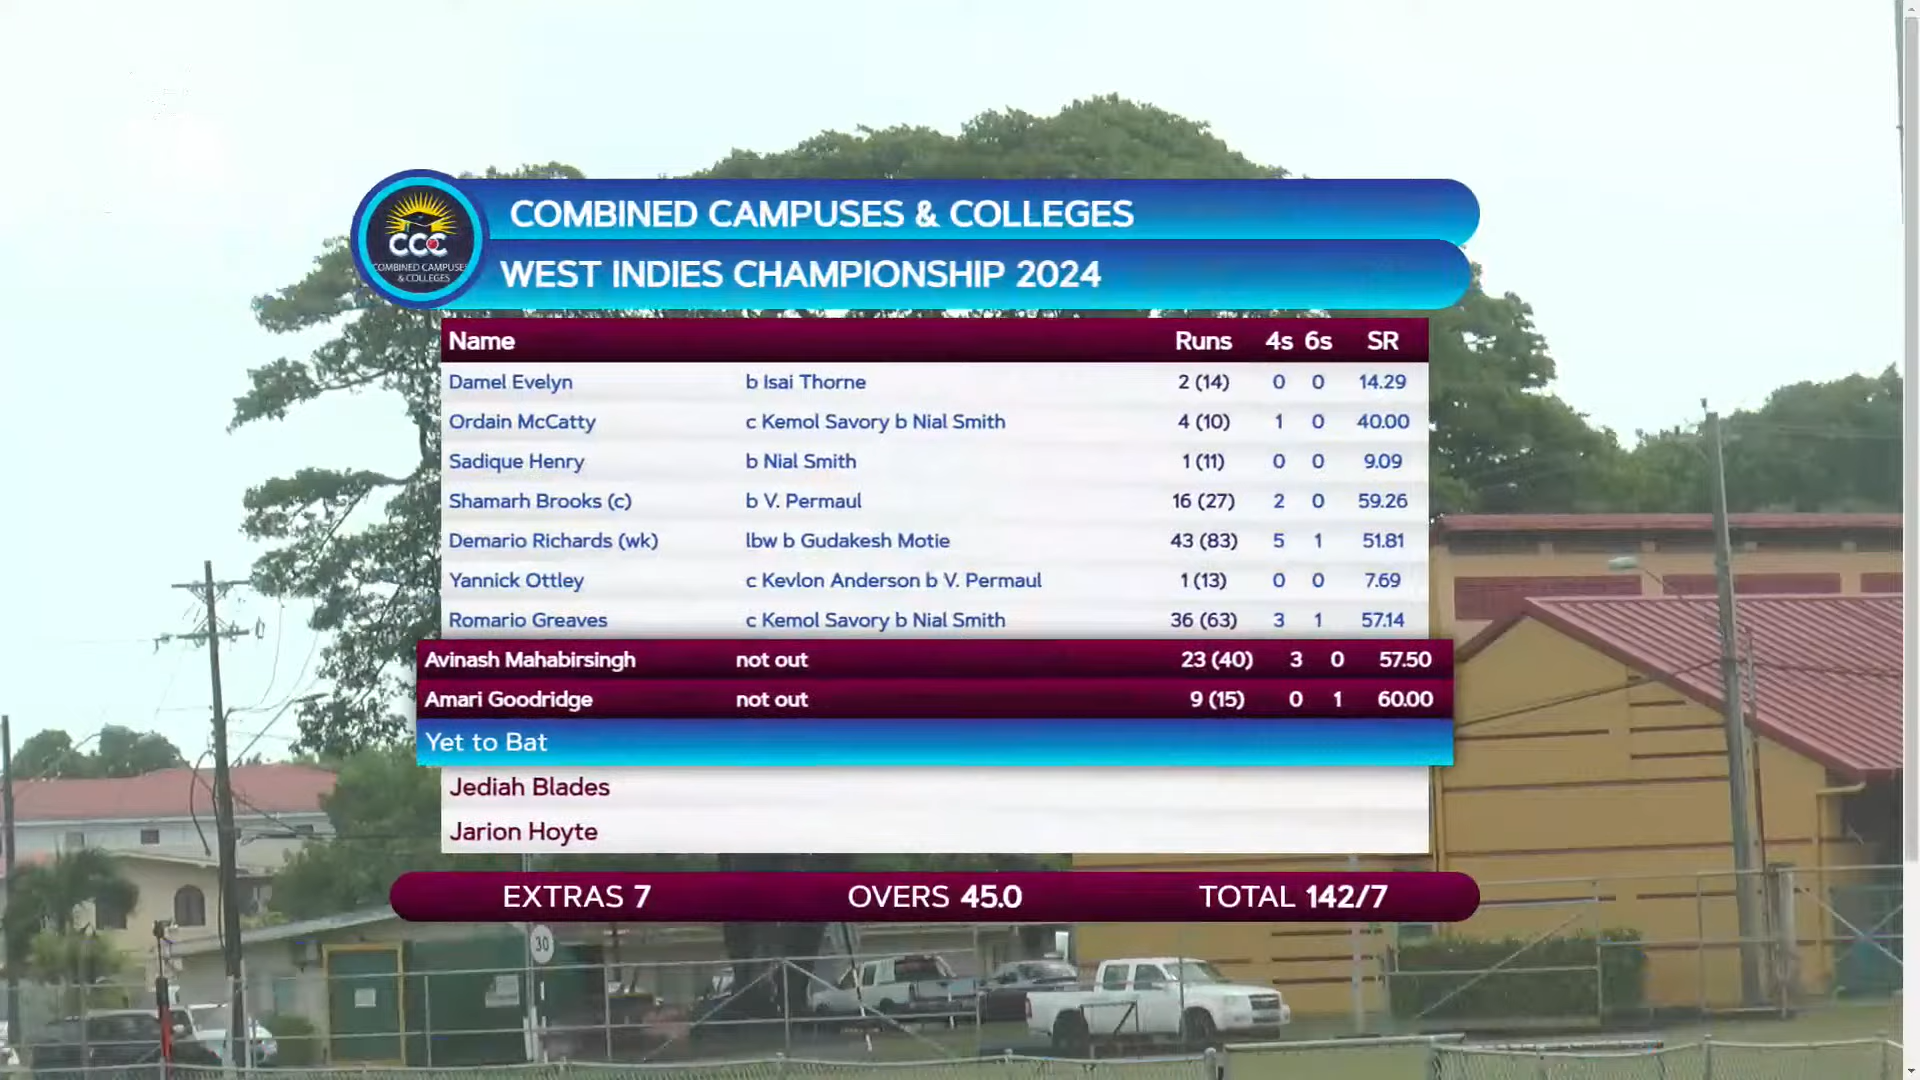 COMBINED CAMPUSES & COLLEGES
CCC
COMBINED CAMPUSES
& COLLEGES
WEST INDIES CHAMPIONSHIP 2024
Name Runs 4s 6s SR
Damel Evelyn b Isai Thorne 2 (14) 0 0 14.29
Ordain McCatty c Kemol Savory b Nial Smith 4 (10) 1 0 40.00
Sadique Henry b Nial Smith 1 (11) 0 0 9.09
Shamarh Brooks (c) b V. Permaul 16 (27) 2 0 59.26
Demario Richards (wk) lbw b Gudakesh Motie 43 (83) 5 1 51.81
Yannick Ottley c Kevlon Anderson b V. Permaul 1 (13) 0 0 7.69
Romario Greaves c Kemol Savory b Nial Smith 36 (63) 3 1 57.14
Avinash Mahabirsingh not out 23 (40) 3 0 57.50
Amari Goodridge not out 9 (15) 0 1 60.00
Yet to Bat
Jediah Blades
Jarion Hoyte
EXTRAS 7 OVERS 45.0 TOTAL 142/7
30